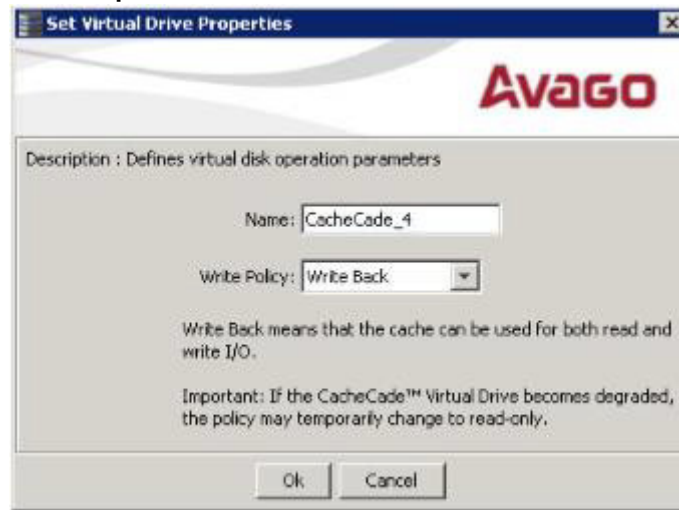 Set Virtual Drive Properties
AVAGO
Description : Defines virtual disk operation parameters
Name: CacheCade_4
Write Policy: Write Back
Write Back means that the cache can be used for both read and
write I/O.
Important: If the CacheCade™ Virtual Drive becomes degraded,
the policy may temporarily change to read-only.
Ok Cancel